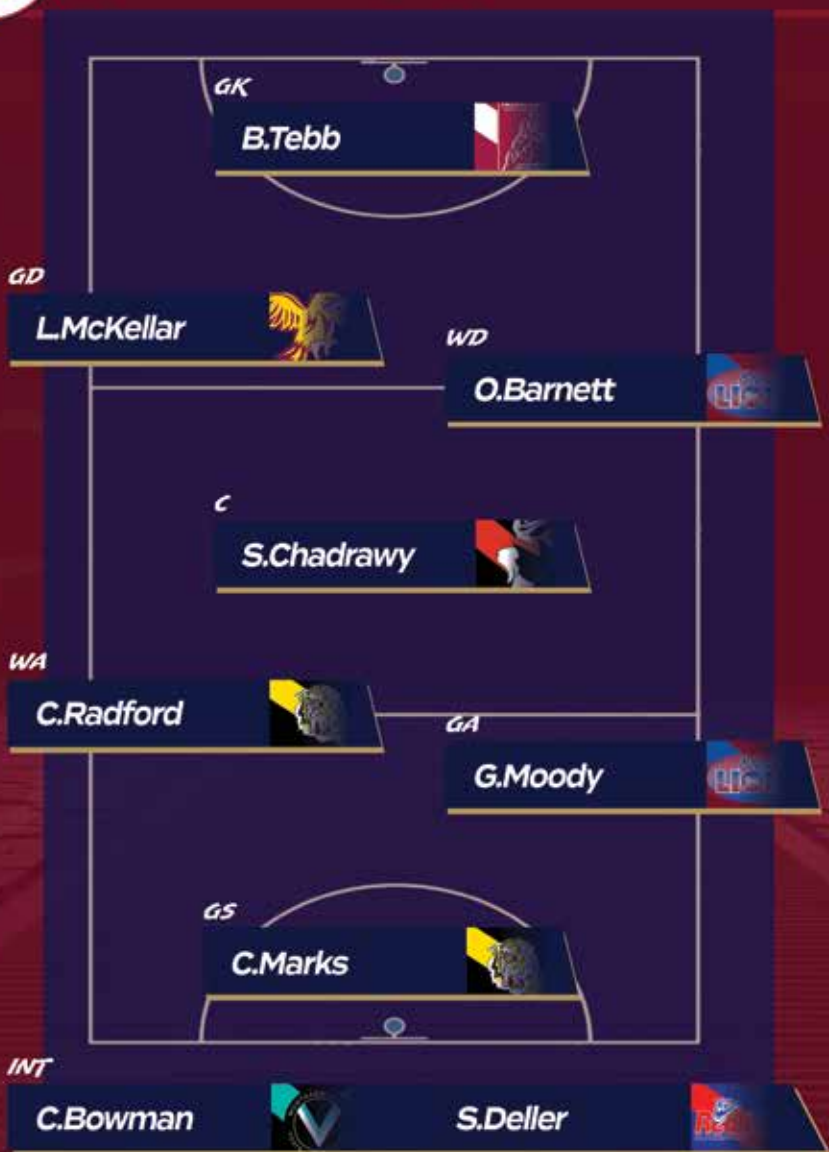 GK
B.Tebb
GD
L.McKellar
WD
O.Barnett
C
S.Chadrawy
WA
C.Radford
GA
G.Moody
GS
C.Marks
INT
C.Bowman
S.Deller